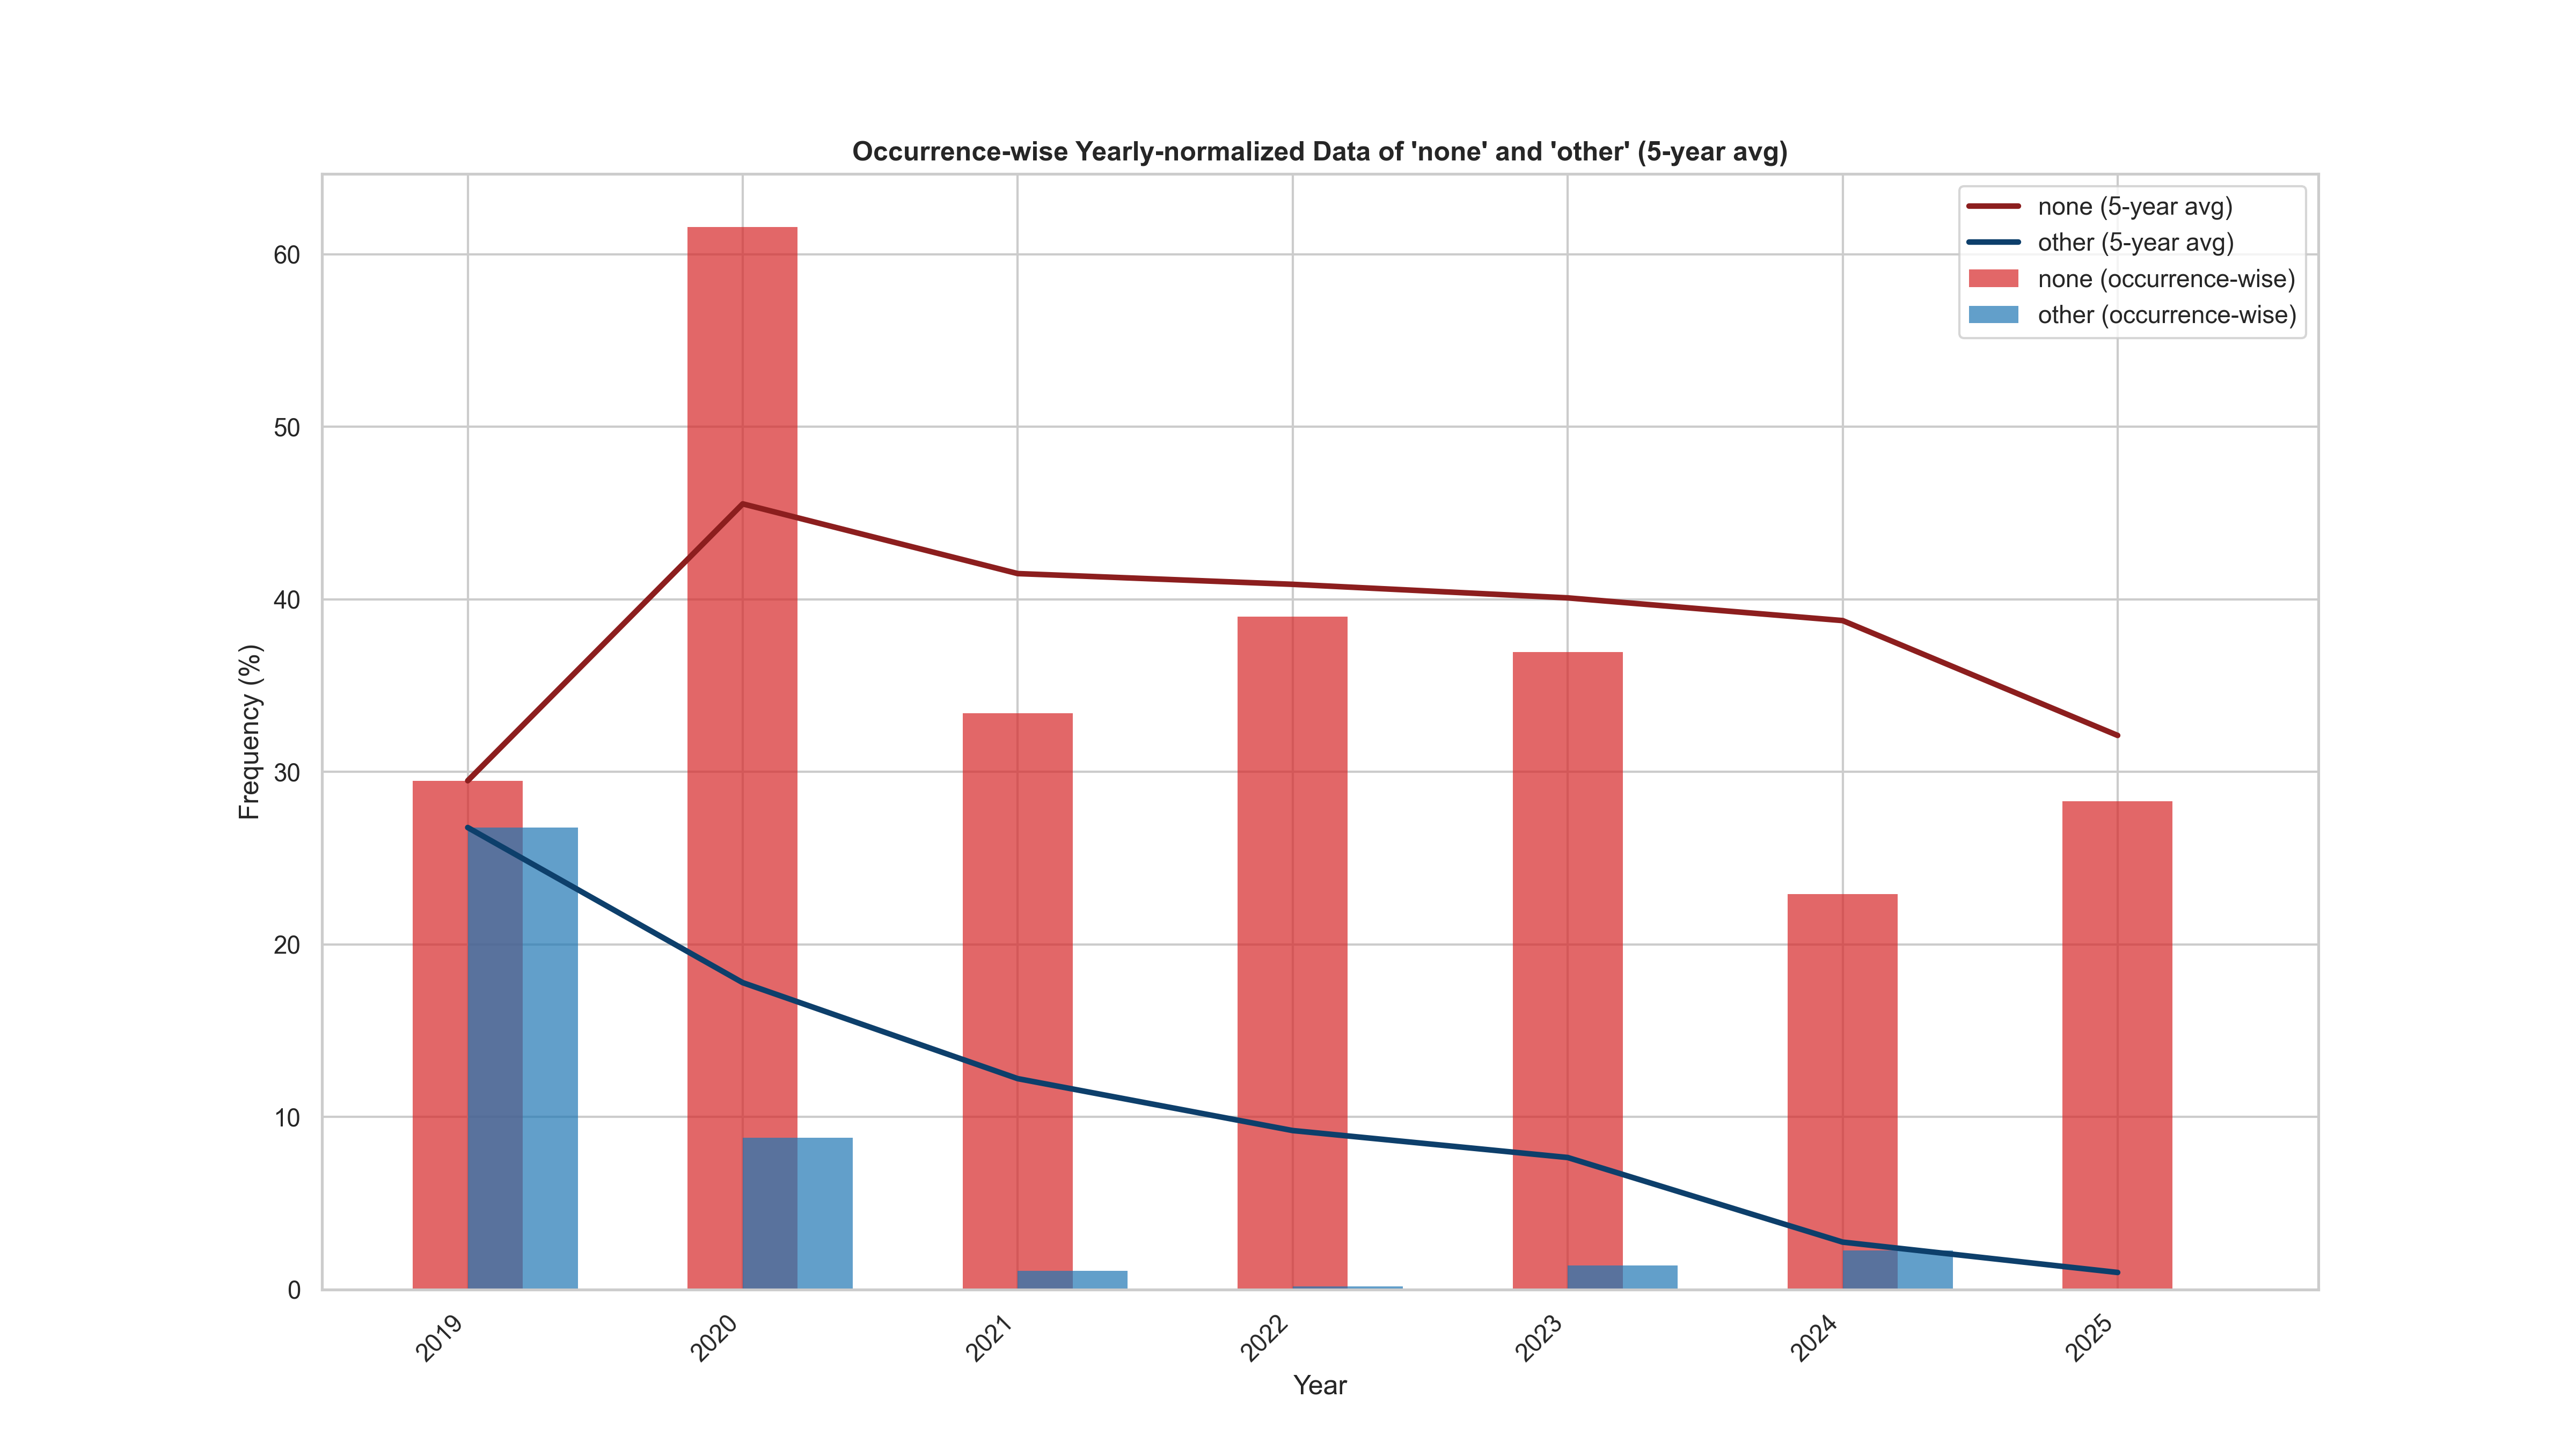 Occurrence-wise Yearly-normalized Data of 'none' and 'other' (5-year avg)
none (5-year avg)
other (5-year avg)
none (occurrence-wise)
other (occurrence-wise)
Frequency (%)
60
50
40
30
20
10
0
2019
2020
2021
2022
2023
2024
2025
Year